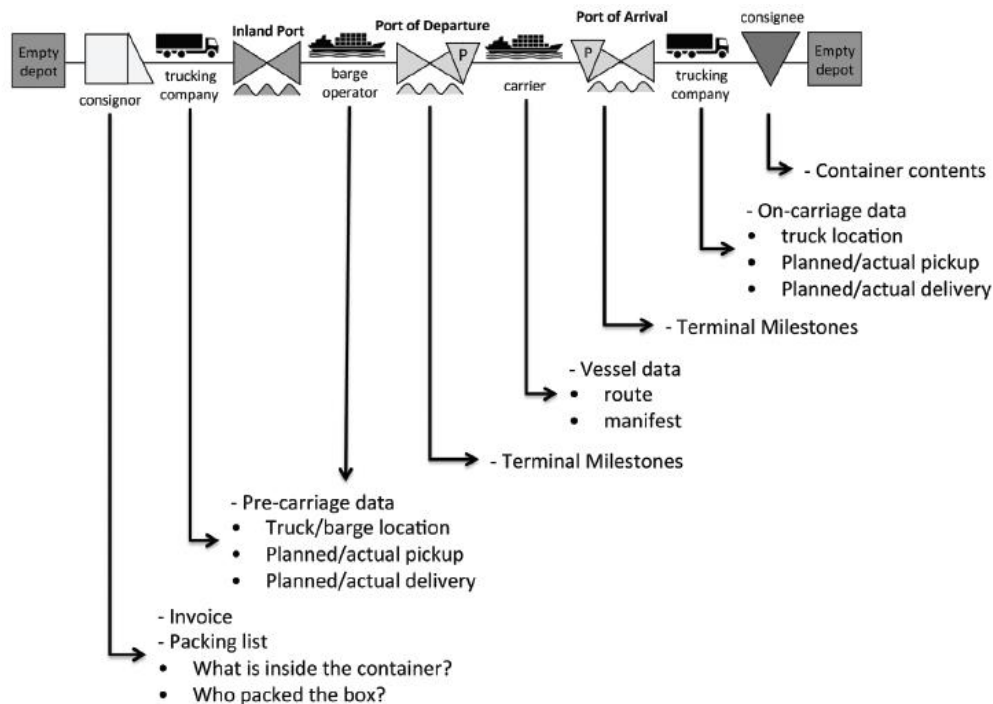 Empty
depot
consignor
trucking
company
Inland Port
barge
operator
Port of Departure
P
carrier
Port of Arrival
P
trucking
company
consignee
Empty
depot
- Container contents
- On-carriage data
• truck location
• Planned/actual pickup
• Planned/actual delivery
- Terminal Milestones
- Vessel data
• route
• manifest
- Terminal Milestones
- Pre-carriage data
• Truck/barge location
• Planned/actual pickup
• Planned/actual delivery
- Invoice
- Packing list
• What is inside the container?
• Who packed the box?